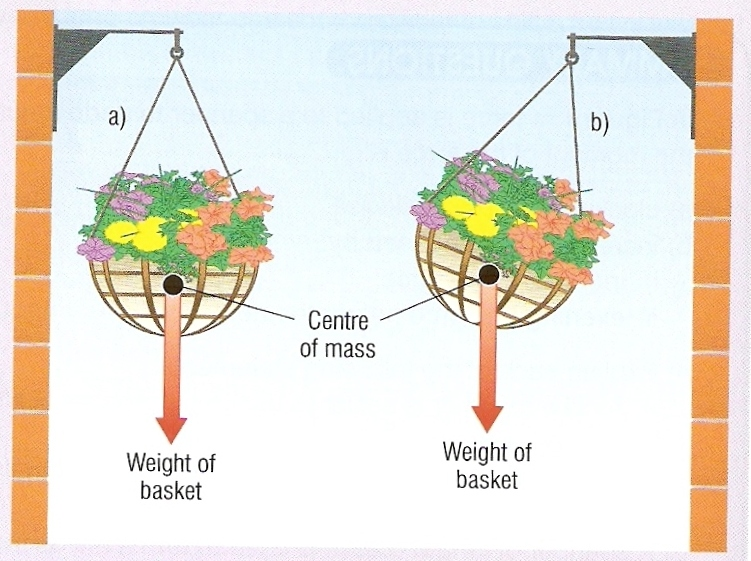 a)
b)
Centre
of mass
Weight of
basket
Weight of
basket